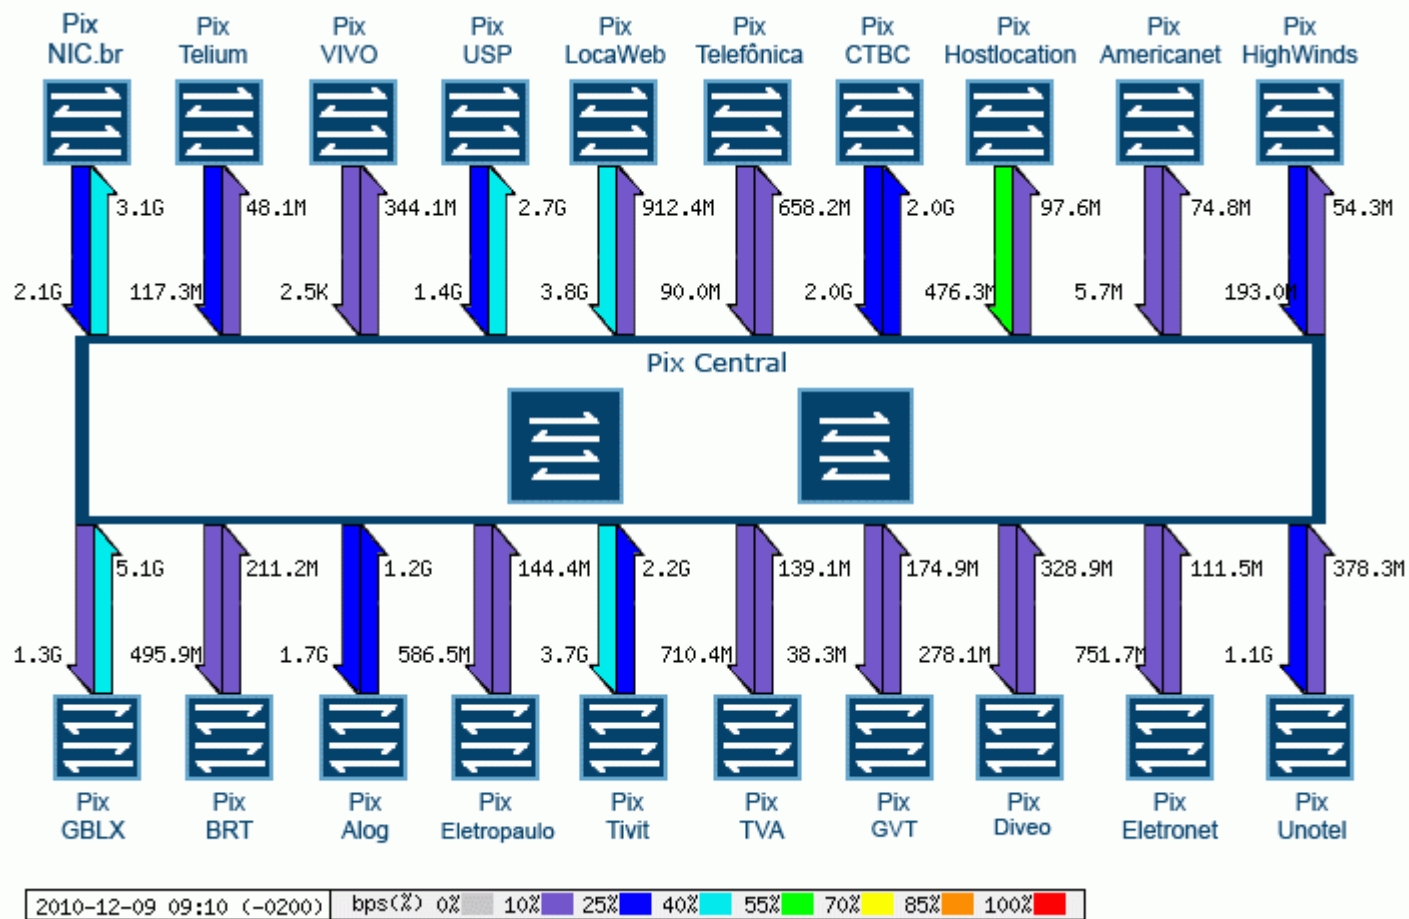 Pix NIC.br
Pix Telium
Pix VIVO
Pix USP
Pix LocaWeb
Pix Telefônica
Pix CTBC
Pix Hostlocation
Pix Americanet
Pix HighWinds
3.1G 48.1M 344.1M 2.7G 912.4M 658.2M 2.0G 97.6M 74.8M 54.3M
2.1G 117.3M 2.5K 1.4G 3.8G 90.0M 2.0G 476.3M 5.7M 193.0M
Pix Central
5.1G 211.2M 1.2G 144.4M 2.2G 139.1M 174.9M 328.9M 111.5M 378.3M
1.3G 495.9M 1.7G 586.5M 3.7G 710.4M 38.3M 278.1M 751.7M 1.1G
Pix GBLX
Pix BRT
Pix Alog
Pix Eletropaulo
Pix Tivit
Pix TVA
Pix GVT
Pix Diveo
Pix Eletronet
Pix Unotel
2010-12-09 09:10 (-0200) bps(%) 0% 10% 25% 40% 55% 70% 85% 100%